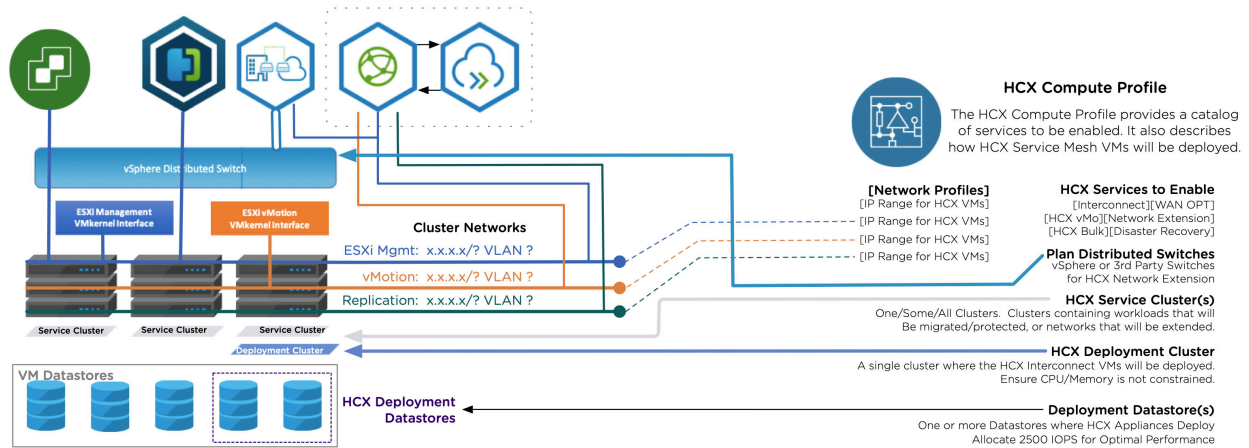 HCX Compute Profile
The HCX Compute Profile provides a catalog
of services to be enabled. It also describes
how HCX Service Mesh VMs will be deployed.
vSphere Distributed Switch
ESXi Management
VMkernel Interface
ESXi vMotion
VMkernel Interface
Cluster Networks
ESXi Mgmt: x.x.x.x/? VLAN ?
vMotion: x.x.x.x/? VLAN ?
Replication: x.x.x.x/? VLAN ?
[Network Profiles]
[IP Range for HCX VMs]
[IP Range for HCX VMs]
[IP Range for HCX VMs]
[IP Range for HCX VMs]
HCX Services to Enable
[Interconnect][WAN OPT]
[HCX vMo][Network Extension]
[HCX Bulk][Disaster Recovery]
Plan Distributed Switches
vSphere or 3rd Party Switches
for HCX Network Extension
HCX Service Cluster(s)
One/Some/All Clusters. Clusters containing workloads that will
Be migrated/protected, or networks that will be extended.
Service Cluster
Service Cluster
Service Cluster
Deployment Cluster
HCX Deployment Cluster
A single cluster where the HCX Interconnect VMs will be deployed.
Ensure CPU/Memory is not constrained.
VM Datastores
HCX Deployment
Datastores
Deployment Datastore(s)
One or more Datastores where HCX Appliances Deploy
Allocate 2500 IOPS for Optimal Performance